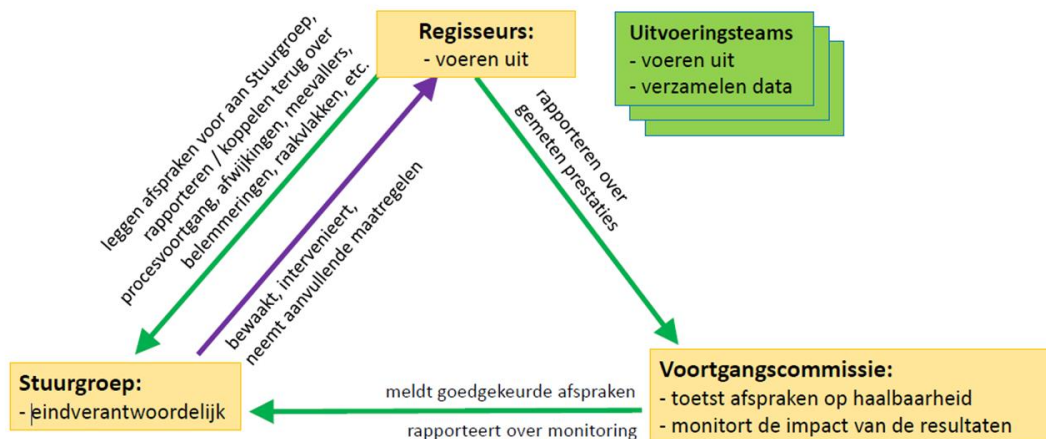 Regisseurs:
- voeren uit
Uitvoeringsteams
- voeren uit
- verzamelen data
leggen afspraken voor aan Stuurgroep,
rapporteren / koppelen terug over
procesvoortgang, afwijkingen, meevallers,
belemmeringen, raakvlakken, etc.
bewaakt, intervenieert,
neemt aanvullende maatregelen
rapporteren over
gemeten prestaties
Stuurgroep:
- eindverantwoordelijk
meldt goedgekeurde afspraken
rapporteert over monitoring
Voortgangscommissie:
- toetst afspraken op haalbaarheid
- monitort de impact van de resultaten